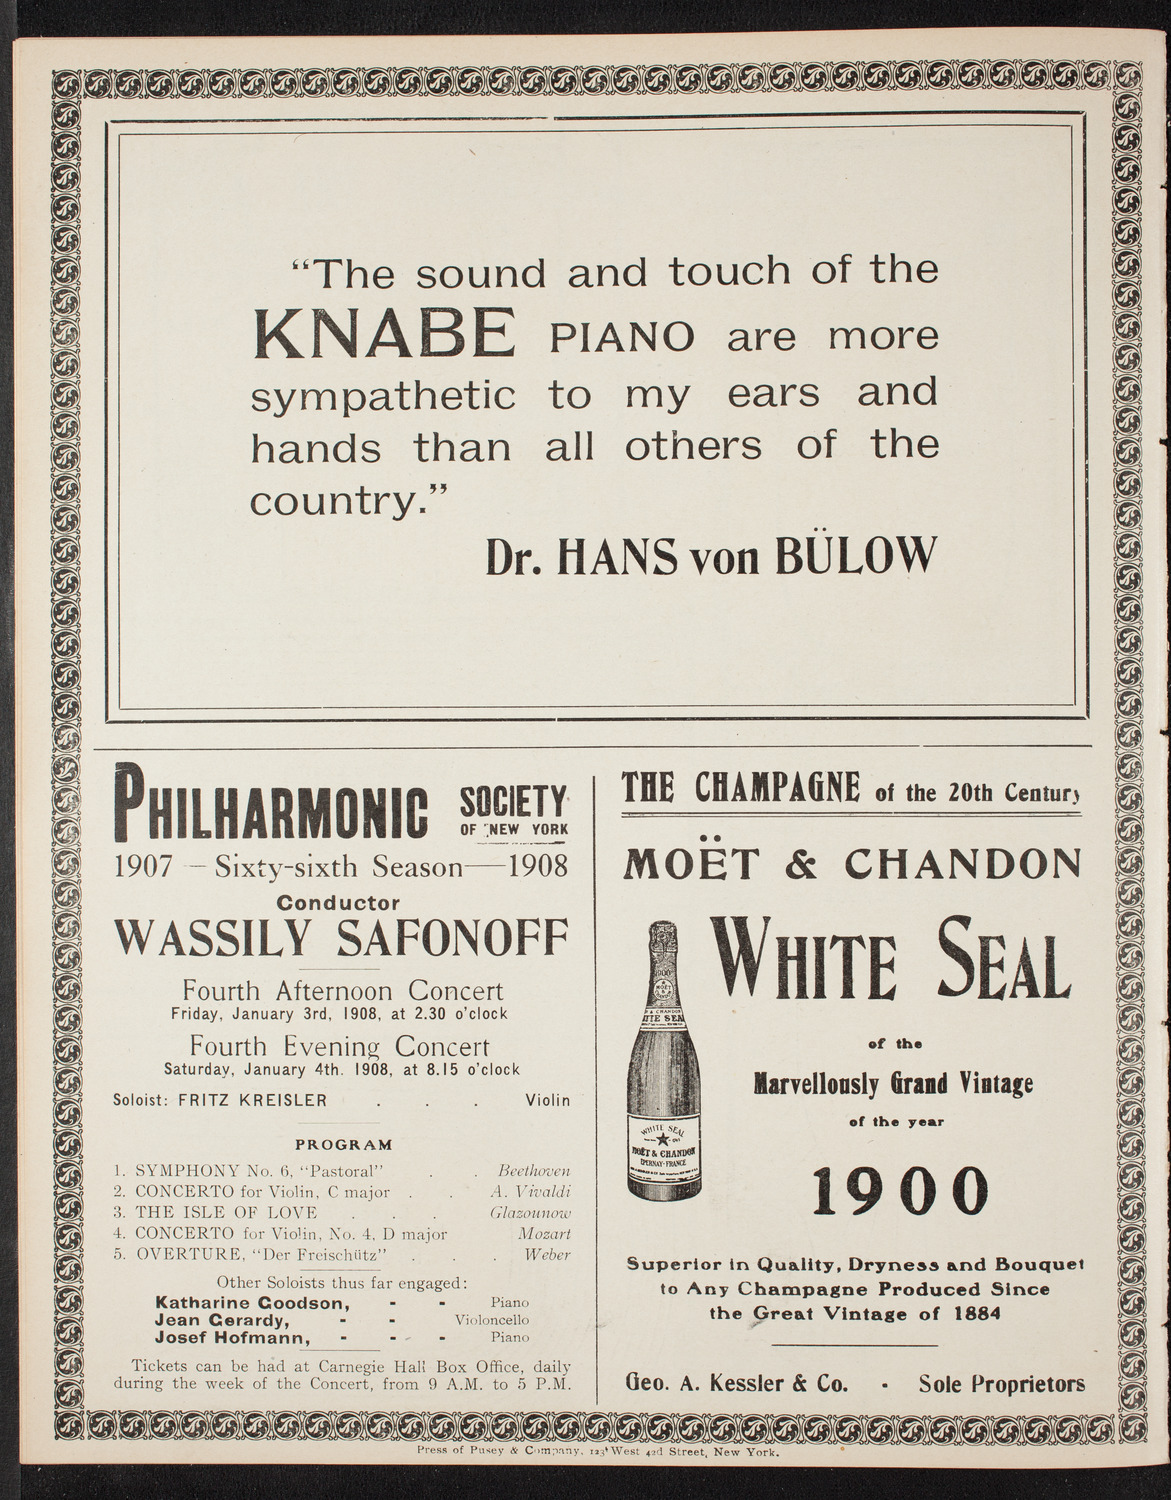 “The sound and touch of the
KNABE PIANO are more
sympathetic to my ears and
hands than all others of the
country.”
Dr. HANS von BÜLOW
PHILHARMONIC SOCIETY
OF NEW YORK
1907 — Sixty-sixth Season — 1908
Conductor
WASSILY SAFONOFF
Fourth Afternoon Concert
Friday, January 3rd, 1908, at 2.30 o'clock
Fourth Evening Concert
Saturday, January 4th. 1908, at 8.15 o'clock
Soloist: FRITZ KREISLER . . . Violin
PROGRAM
1. SYMPHONY No. 6, “Pastoral” . . Beethoven
2. CONCERTO for Violin, C major . . A. Vivaldi
3. THE ISLE OF LOVE . . . Glazounow
4. CONCERTO for Violin, No. 4, D major Mozart
5. OVERTURE, “Der Freischütz” . . . Weber
Other Soloists thus far engaged:
Katharine Goodson, - - Piano
Jean Gerardy, - - Violoncello
Josef Hofmann, - - - Piano
Tickets can be had at Carnegie Hall Box Office, daily
during the week of the Concert, from 9 A.M. to 5 P.M.
THE CHAMPAGNE of the 20th Century
MOËT & CHANDON
WHITE SEAL
of the
Marvellously Grand Vintage
of the year
1900
WHITE SEAL
MOËT & CHANDON
EPERNAY-FRANCE
Superior in Quality, Dryness and Bouquet
to Any Champagne Produced Since
the Great Vintage of 1884
Geo. A. Kessler & Co. - Sole Proprietors
Press of Pusey & Company, 123 West 42d Street, New York.